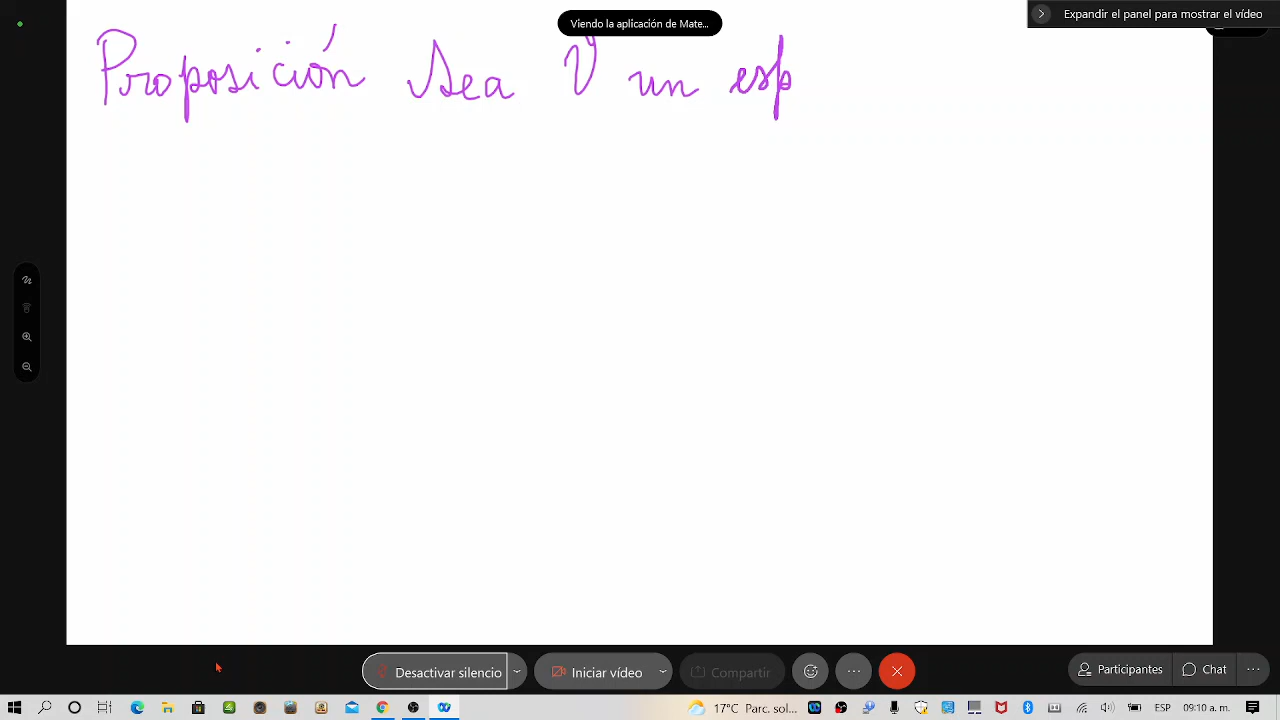 Viendo la aplicación de Mate...
Expandir el panel para mostrar el vídeo
Proposición Sea V un esp
Desactivar silencio
Iniciar vídeo
Compartir
Participantes
Chat
17°C Parc. sol...
ESP
09:10 a. m.